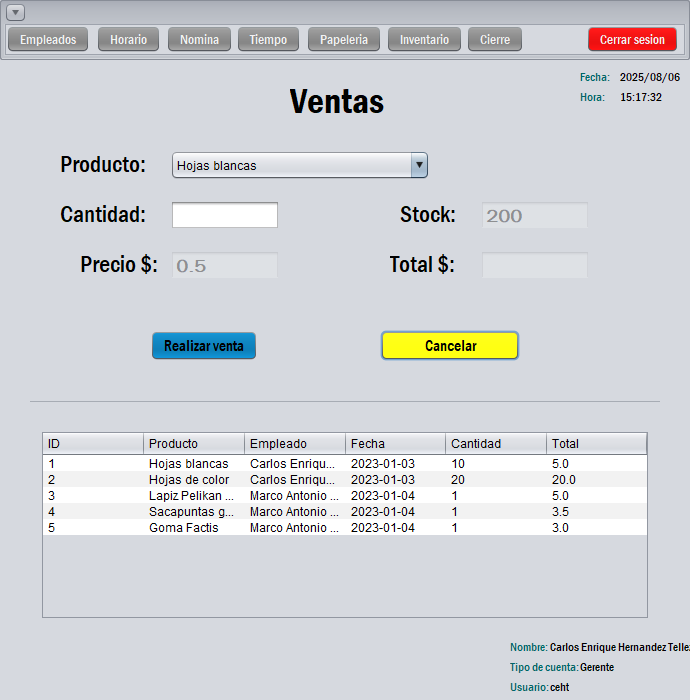 Empleados Horario Nomina Tiempo Papeleria Inventario Cierre Cerrar sesion
Fecha: 2025/08/06
Hora: 15:17:32
Ventas
Producto: Hojas blancas
Cantidad: Stock: 200
Precio $: 0.5 Total $:
Realizar venta Cancelar
ID Producto Empleado Fecha Cantidad Total
1 Hojas blancas Carlos Enriqu... 2023-01-03 10 5.0
2 Hojas de color Carlos Enriqu... 2023-01-03 20 20.0
3 Lapiz Pelikan ... Marco Antonio ... 2023-01-04 1 5.0
4 Sacapuntas g... Marco Antonio ... 2023-01-04 1 3.5
5 Goma Factis Marco Antonio ... 2023-01-04 1 3.0
Nombre: Carlos Enrique Hernandez Tellez
Tipo de cuenta: Gerente
Usuario: ceht